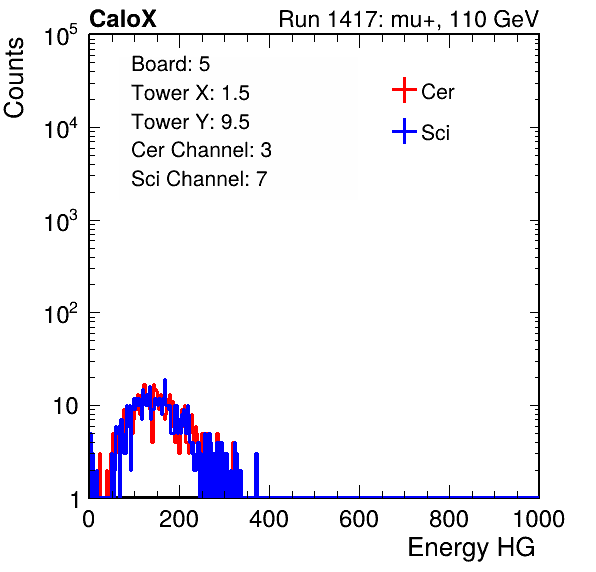 CaloX Run 1417: mu+, 110 GeV
Counts
10^5
10^4
10^3
10^2
10
1
Board: 5
Tower X: 1.5
Tower Y: 9.5
Cer Channel: 3
Sci Channel: 7
Cer
Sci
0 200 400 600 800 1000
Energy HG